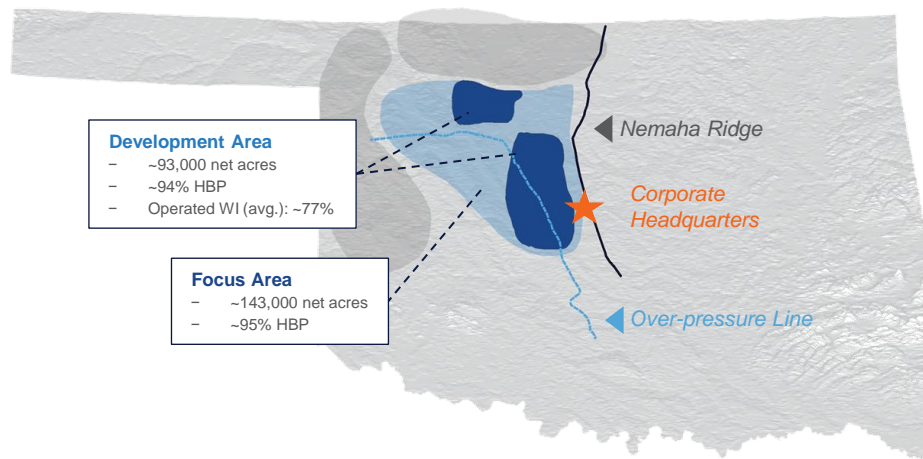 Development Area
– ~93,000 net acres
– ~94% HBP
– Operated WI (avg.): ~77%
Focus Area
– ~143,000 net acres
– ~95% HBP
Nemaha Ridge
Corporate
Headquarters
Over-pressure Line